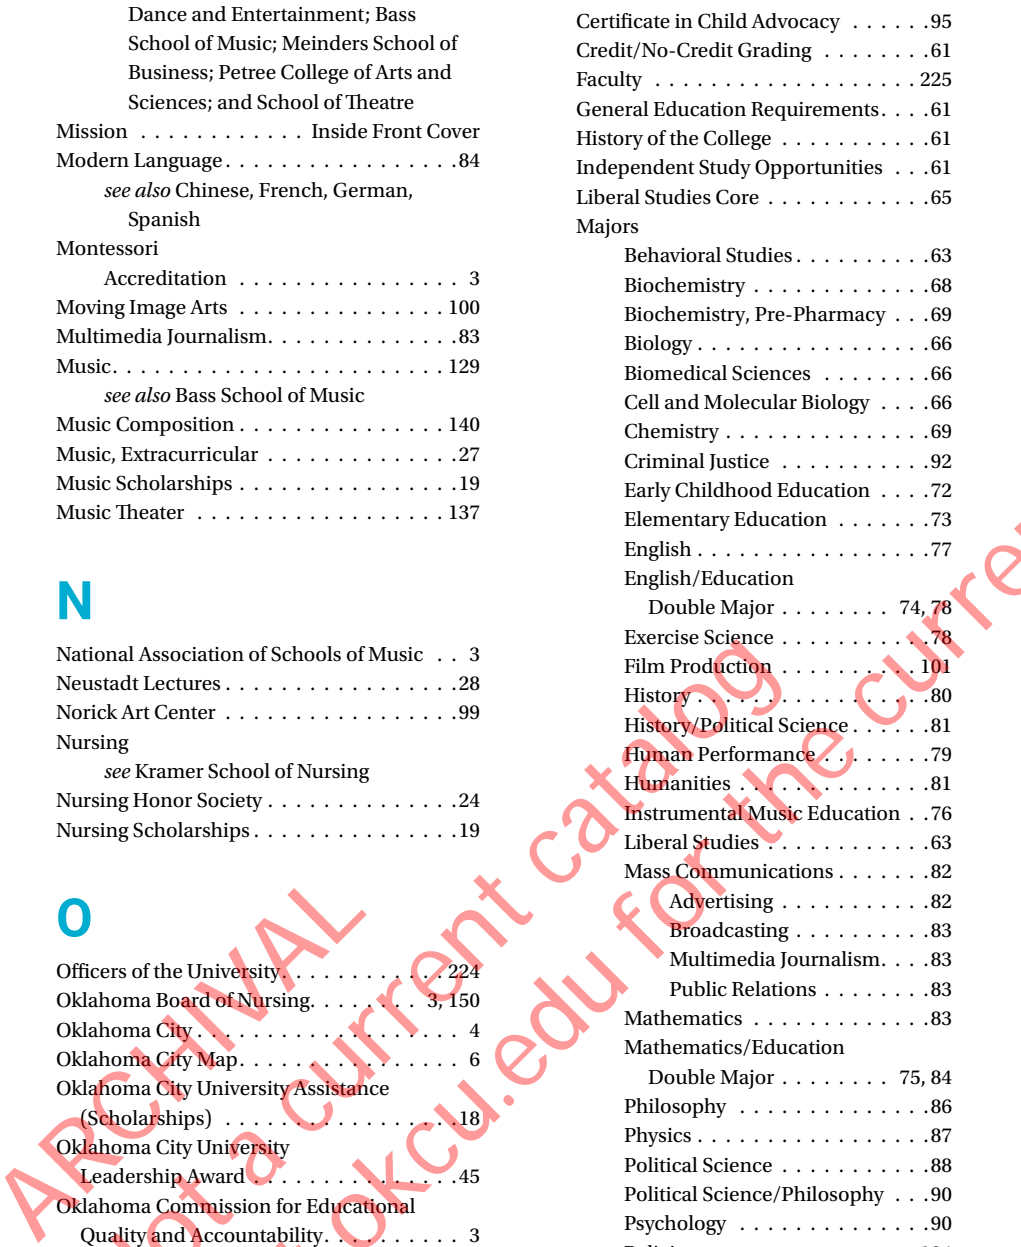 Dance and Entertainment; Bass
School of Music; Meinders School of
Business; Petree College of Arts and
Sciences; and School of Theatre
Mission . . . . . . . . . . . . Inside Front Cover
Modern Language. . . . . . . . . . . . . . . . .84
see also Chinese, French, German,
Spanish
Montessori
Accreditation . . . . . . . . . . . . . . . . 3
Moving Image Arts . . . . . . . . . . . . . . . 100
Multimedia Journalism. . . . . . . . . . . . . .83
Music. . . . . . . . . . . . . . . . . . . . . . . . 129
see also Bass School of Music
Music Composition . . . . . . . . . . . . . . . 140
Music, Extracurricular . . . . . . . . . . . . . .27
Music Scholarships . . . . . . . . . . . . . . . .19
Music Theater . . . . . . . . . . . . . . . . . . 137
N
National Association of Schools of Music . . 3
Neustadt Lectures . . . . . . . . . . . . . . . . .28
Norick Art Center . . . . . . . . . . . . . . . . .99
Nursing
see Kramer School of Nursing
Nursing Honor Society . . . . . . . . . . . . . .24
Nursing Scholarships . . . . . . . . . . . . . . .19
O
Officers of the University. . . . . . . . . . . . 224
Oklahoma Board of Nursing. . . . . . . . 3, 150
Oklahoma City . . . . . . . . . . . . . . . . . . . 4
Oklahoma City Map. . . . . . . . . . . . . . . . 6
Oklahoma City University Assistance
(Scholarships) . . . . . . . . . . . . . . . . .18
Oklahoma City University
Leadership Award . . . . . . . . . . . . . . .45
Oklahoma Commission for Educational
Quality and Accountability. . . . . . . . . . 3
Certificate in Child Advocacy . . . . . .95
Credit/No-Credit Grading . . . . . . . .61
Faculty . . . . . . . . . . . . . . . . . . . 225
General Education Requirements. . . .61
History of the College . . . . . . . . . . .61
Independent Study Opportunities . . .61
Liberal Studies Core . . . . . . . . . . . .65
Majors
Behavioral Studies . . . . . . . . . . .63
Biochemistry . . . . . . . . . . . . .68
Biochemistry, Pre-Pharmacy . . .69
Biology . . . . . . . . . . . . . . . . .66
Biomedical Sciences . . . . . . . .66
Cell and Molecular Biology . . . .66
Chemistry . . . . . . . . . . . . . . .69
Criminal Justice . . . . . . . . . . .92
Early Childhood Education . . . .72
Elementary Education . . . . . . .73
English . . . . . . . . . . . . . . . . .77
English/Education
Double Major . . . . . . . . 74, 78
Exercise Science . . . . . . . . . . .78
Film Production . . . . . . . . . . 101
History . . . . . . . . . . . . . . . . .80
History/Political Science . . . . . .81
Human Performance . . . . . . . .79
Humanities . . . . . . . . . . . . . .81
Instrumental Music Education . .76
Liberal Studies . . . . . . . . . . . .63
Mass Communications . . . . . . .82
Advertising . . . . . . . . . . . .82
Broadcasting . . . . . . . . . . .83
Multimedia Journalism. . . .83
Public Relations . . . . . . . .83
Mathematics . . . . . . . . . . . . .83
Mathematics/Education
Double Major . . . . . . . . 75, 84
Philosophy . . . . . . . . . . . . . .86
Physics . . . . . . . . . . . . . . . . .87
Political Science . . . . . . . . . . .88
Political Science/Philosophy . . .90
Psychology . . . . . . . . . . . . . .90
ARCHIVAL
not a current catalog
okcu.edu for the curre